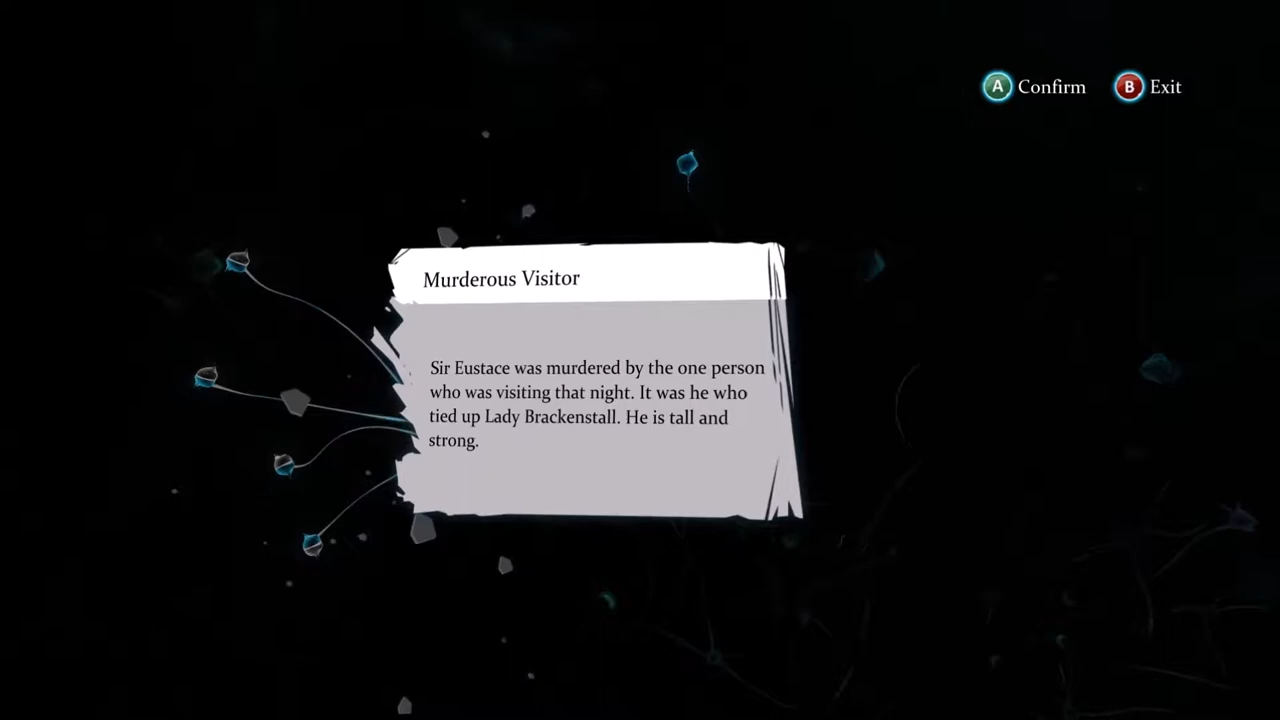 A Confirm B Exit
Murderous Visitor
Sir Eustace was murdered by the one person
who was visiting that night. It was he who
tied up Lady Brackenstall. He is tall and
strong.